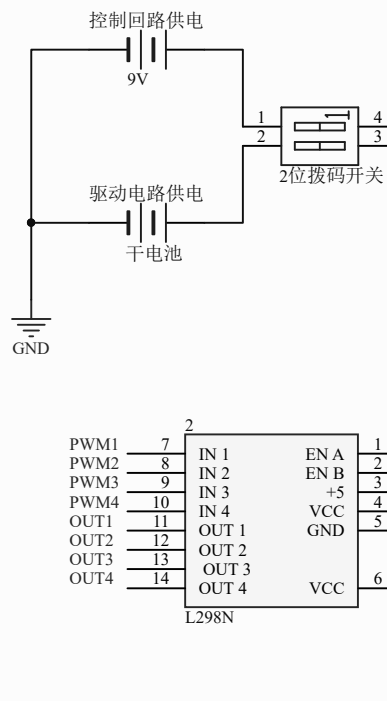 控制回路供电
9V
1
2
4
3
2位拨码开关
驱动电路供电
干电池
GND
2
PWM1 7 IN 1 EN A 1
PWM2 8 IN 2 EN B 2
PWM3 9 IN 3 +5 3
PWM4 10 IN 4 VCC 4
OUT1 11 OUT 1 GND 5
OUT2 12 OUT 2
OUT3 13 OUT 3
OUT4 14 OUT 4 VCC 6
L298N